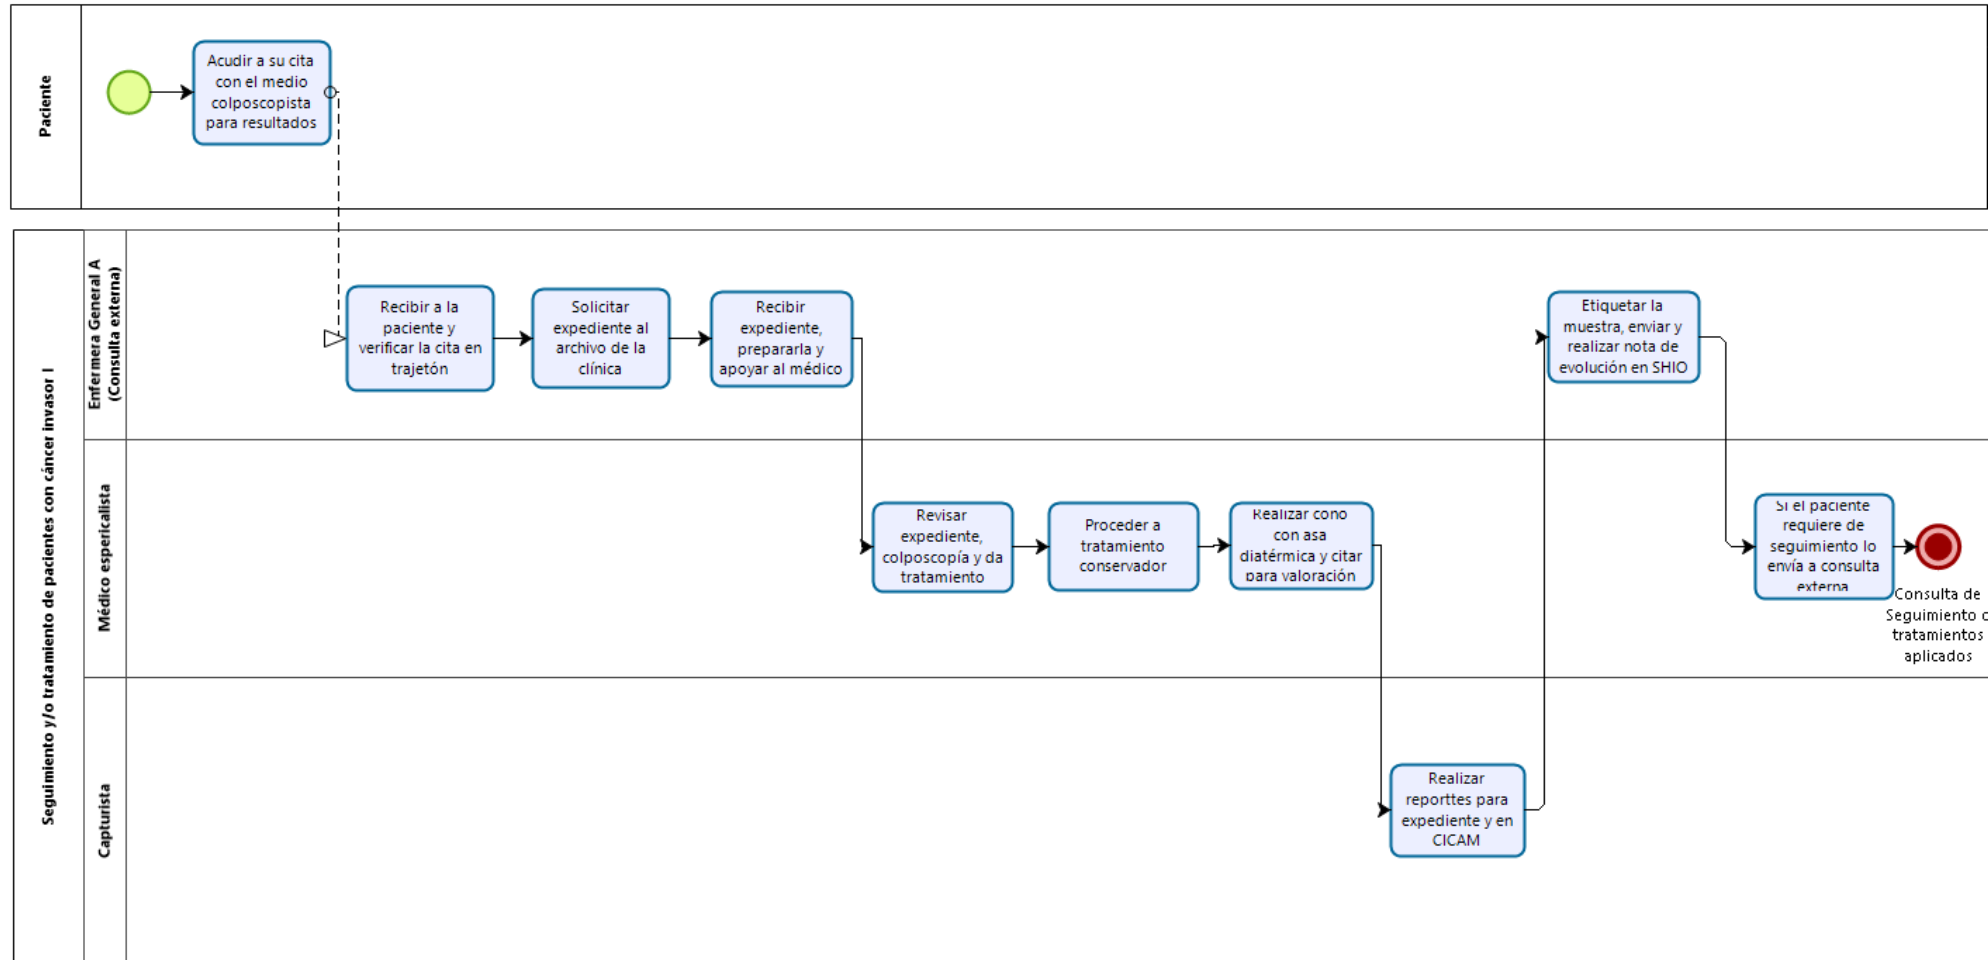 Paciente
Acudir a su cita
con el medio
colposcopista
para resultados
Seguimiento y/o tratamiento de pacientes con cáncer invasor I
Enfermera General A
(Consulta externa)
Recibir a la
paciente y
verificar la cita en
trajetón
Solicitar
expediente al
archivo de la
clínica
Recibir
expediente,
prepararla y
apoyar al médico
Etiquetar la
muestra, enviar y
realizar nota de
evolución en SHIO
Médico espericalista
Revisar
expediente,
colposcopía y da
tratamiento
Proceder a
tratamiento
conservador
Realizar cono
con asa
diatérmica y citar
para valoración
Si el paciente
requiere de
seguimiento lo
envía a consulta
externa
Consulta de
Seguimiento o
tratamientos
aplicados
Capturista
Realizar
reporttes para
expediente y en
CICAM